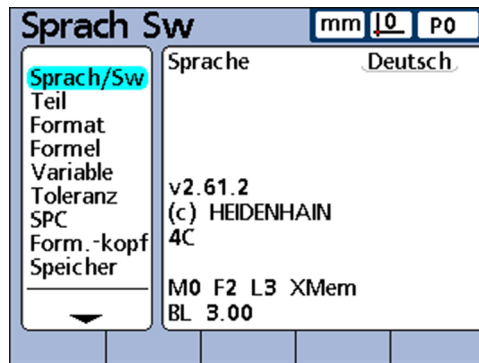 Sprach Sw
mm 0 P0
Sprach/Sw
Teil
Format
Formel
Variable
Toleranz
SPC
Form.-kopf
Speicher
Sprache Deutsch
v2.61.2
(c) HEIDENHAIN
4C
M0 F2 L3 XMem
BL 3.00